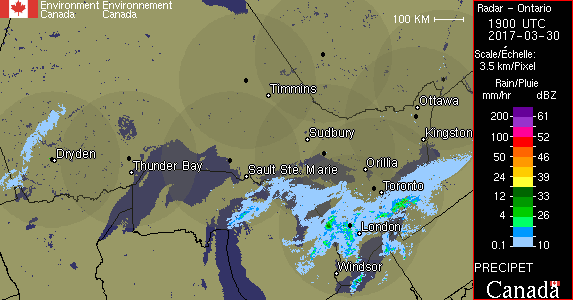 Environment Environnement
Canada Canada
100 KM
Timmins
Ottawa
Sudbury
Kingston
Dryden
Thunder Bay
Sault Ste. Marie
Orillia
Toronto
London
Windsor
Radar - Ontario
1900 UTC
2017-03-30
Scale/Échelle:
3.5 km/Pixel
Rain/Pluie
mm/hr dBZ
200 61
100 52
50 46
24 39
12 33
4 26
0.1 10
PRECIPET
Canada